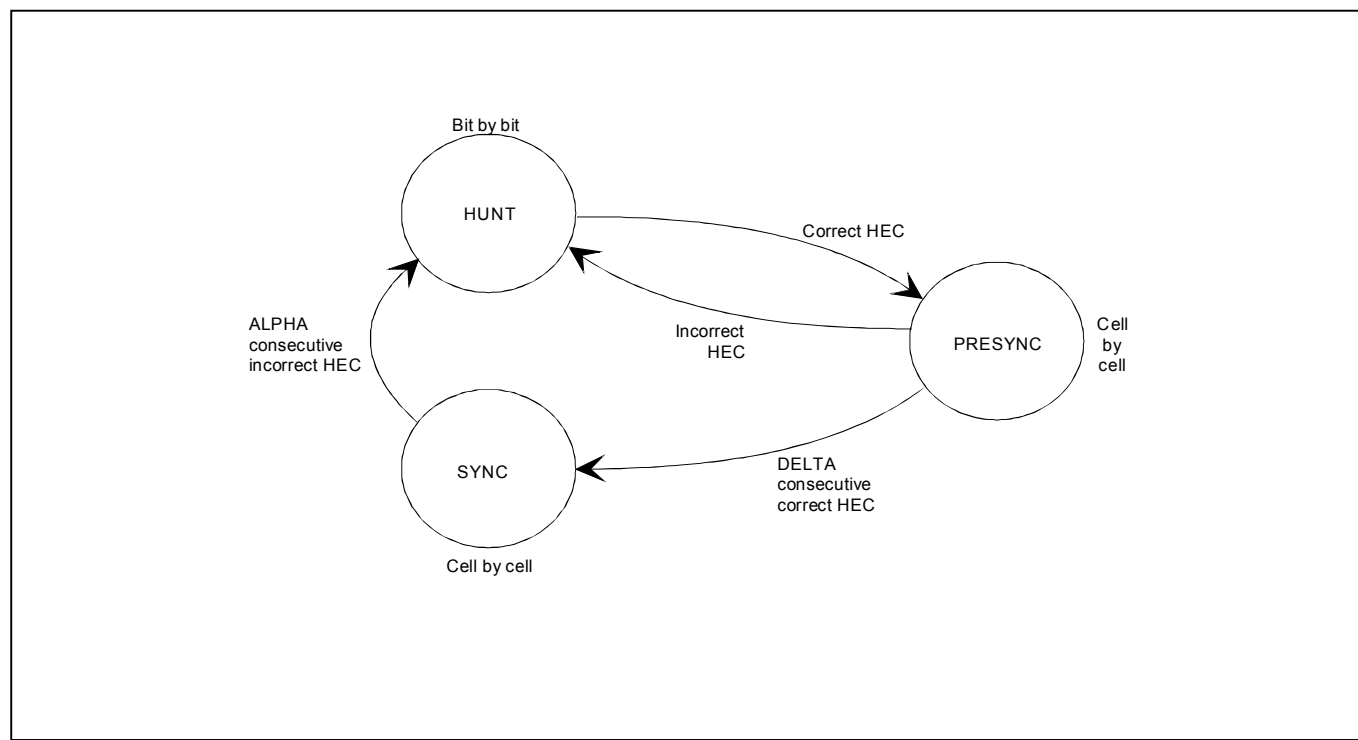 Bit by bit
HUNT
Correct HEC
ALPHA
consecutive
incorrect HEC
Incorrect
HEC
PRESYNC
Cell
by
cell
SYNC
DELTA
consecutive
correct HEC
Cell by cell